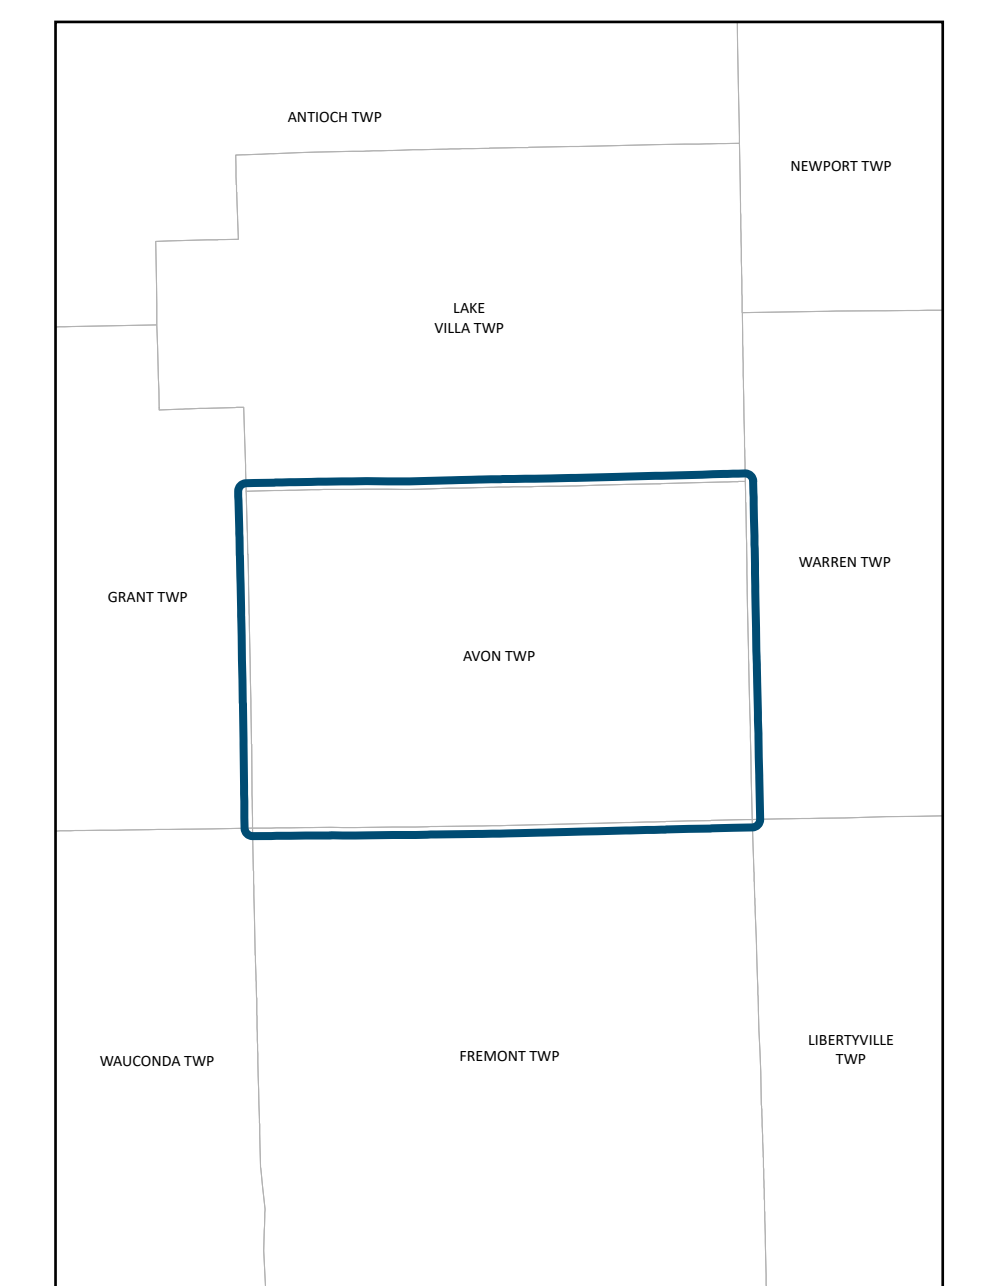 ANTIOCH TWP
NEWPORT TWP
LAKE
VILLA TWP
WARREN TWP
GRANT TWP
AVON TWP
LIBERTYVILLE
TWP
FREMONT TWP
WAUCONDA TWP